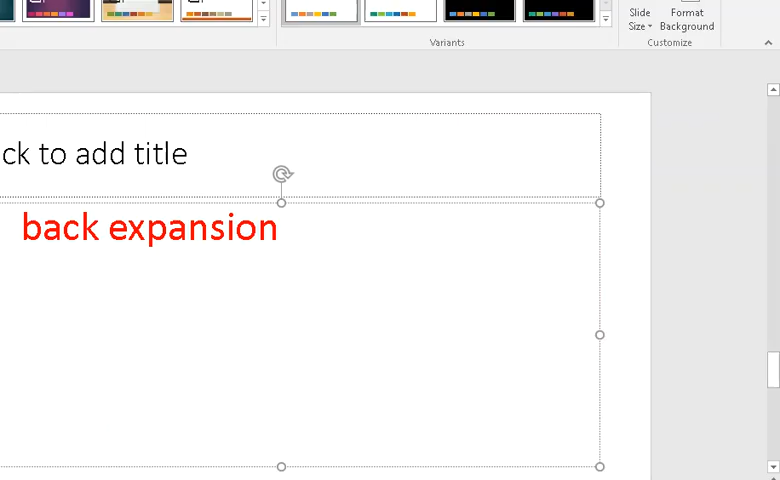 Slide
Size
Format
Background
Variants
Customize
ck to add title
back expansion